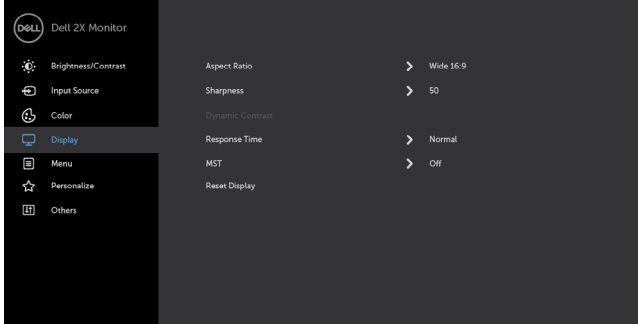 DELL Dell 2X Monitor
Brightness/Contrast
Aspect Ratio Wide 16:9
Input Source
Sharpness 50
Color
Dynamic Contrast
Display
Response Time Normal
Menu
MST Off
Personalize
Reset Display
Others